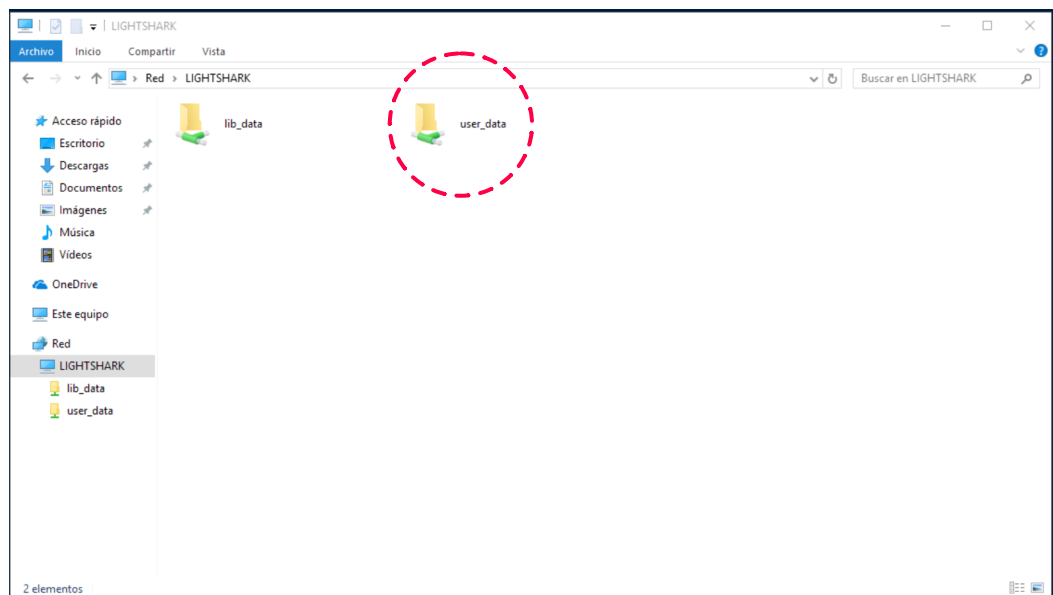 LIGHTSHARK
Archivo Inicio Compartir Vista
Red > LIGHTSHARK
Buscar en LIGHTSHARK
Acceso rápido
Escritorio
Descargas
Documentos
Imágenes
Música
Vídeos
OneDrive
Este equipo
Red
LIGHTSHARK
lib_data
user_data
lib_data
user_data
2 elementos